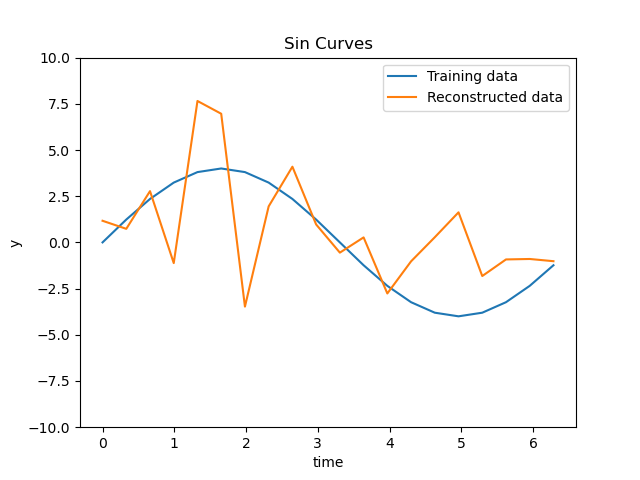 Sin Curves
Training data
Reconstructed data
10.0
7.5
5.0
2.5
0.0
−2.5
−5.0
−7.5
−10.0
y
0 1 2 3 4 5 6
time